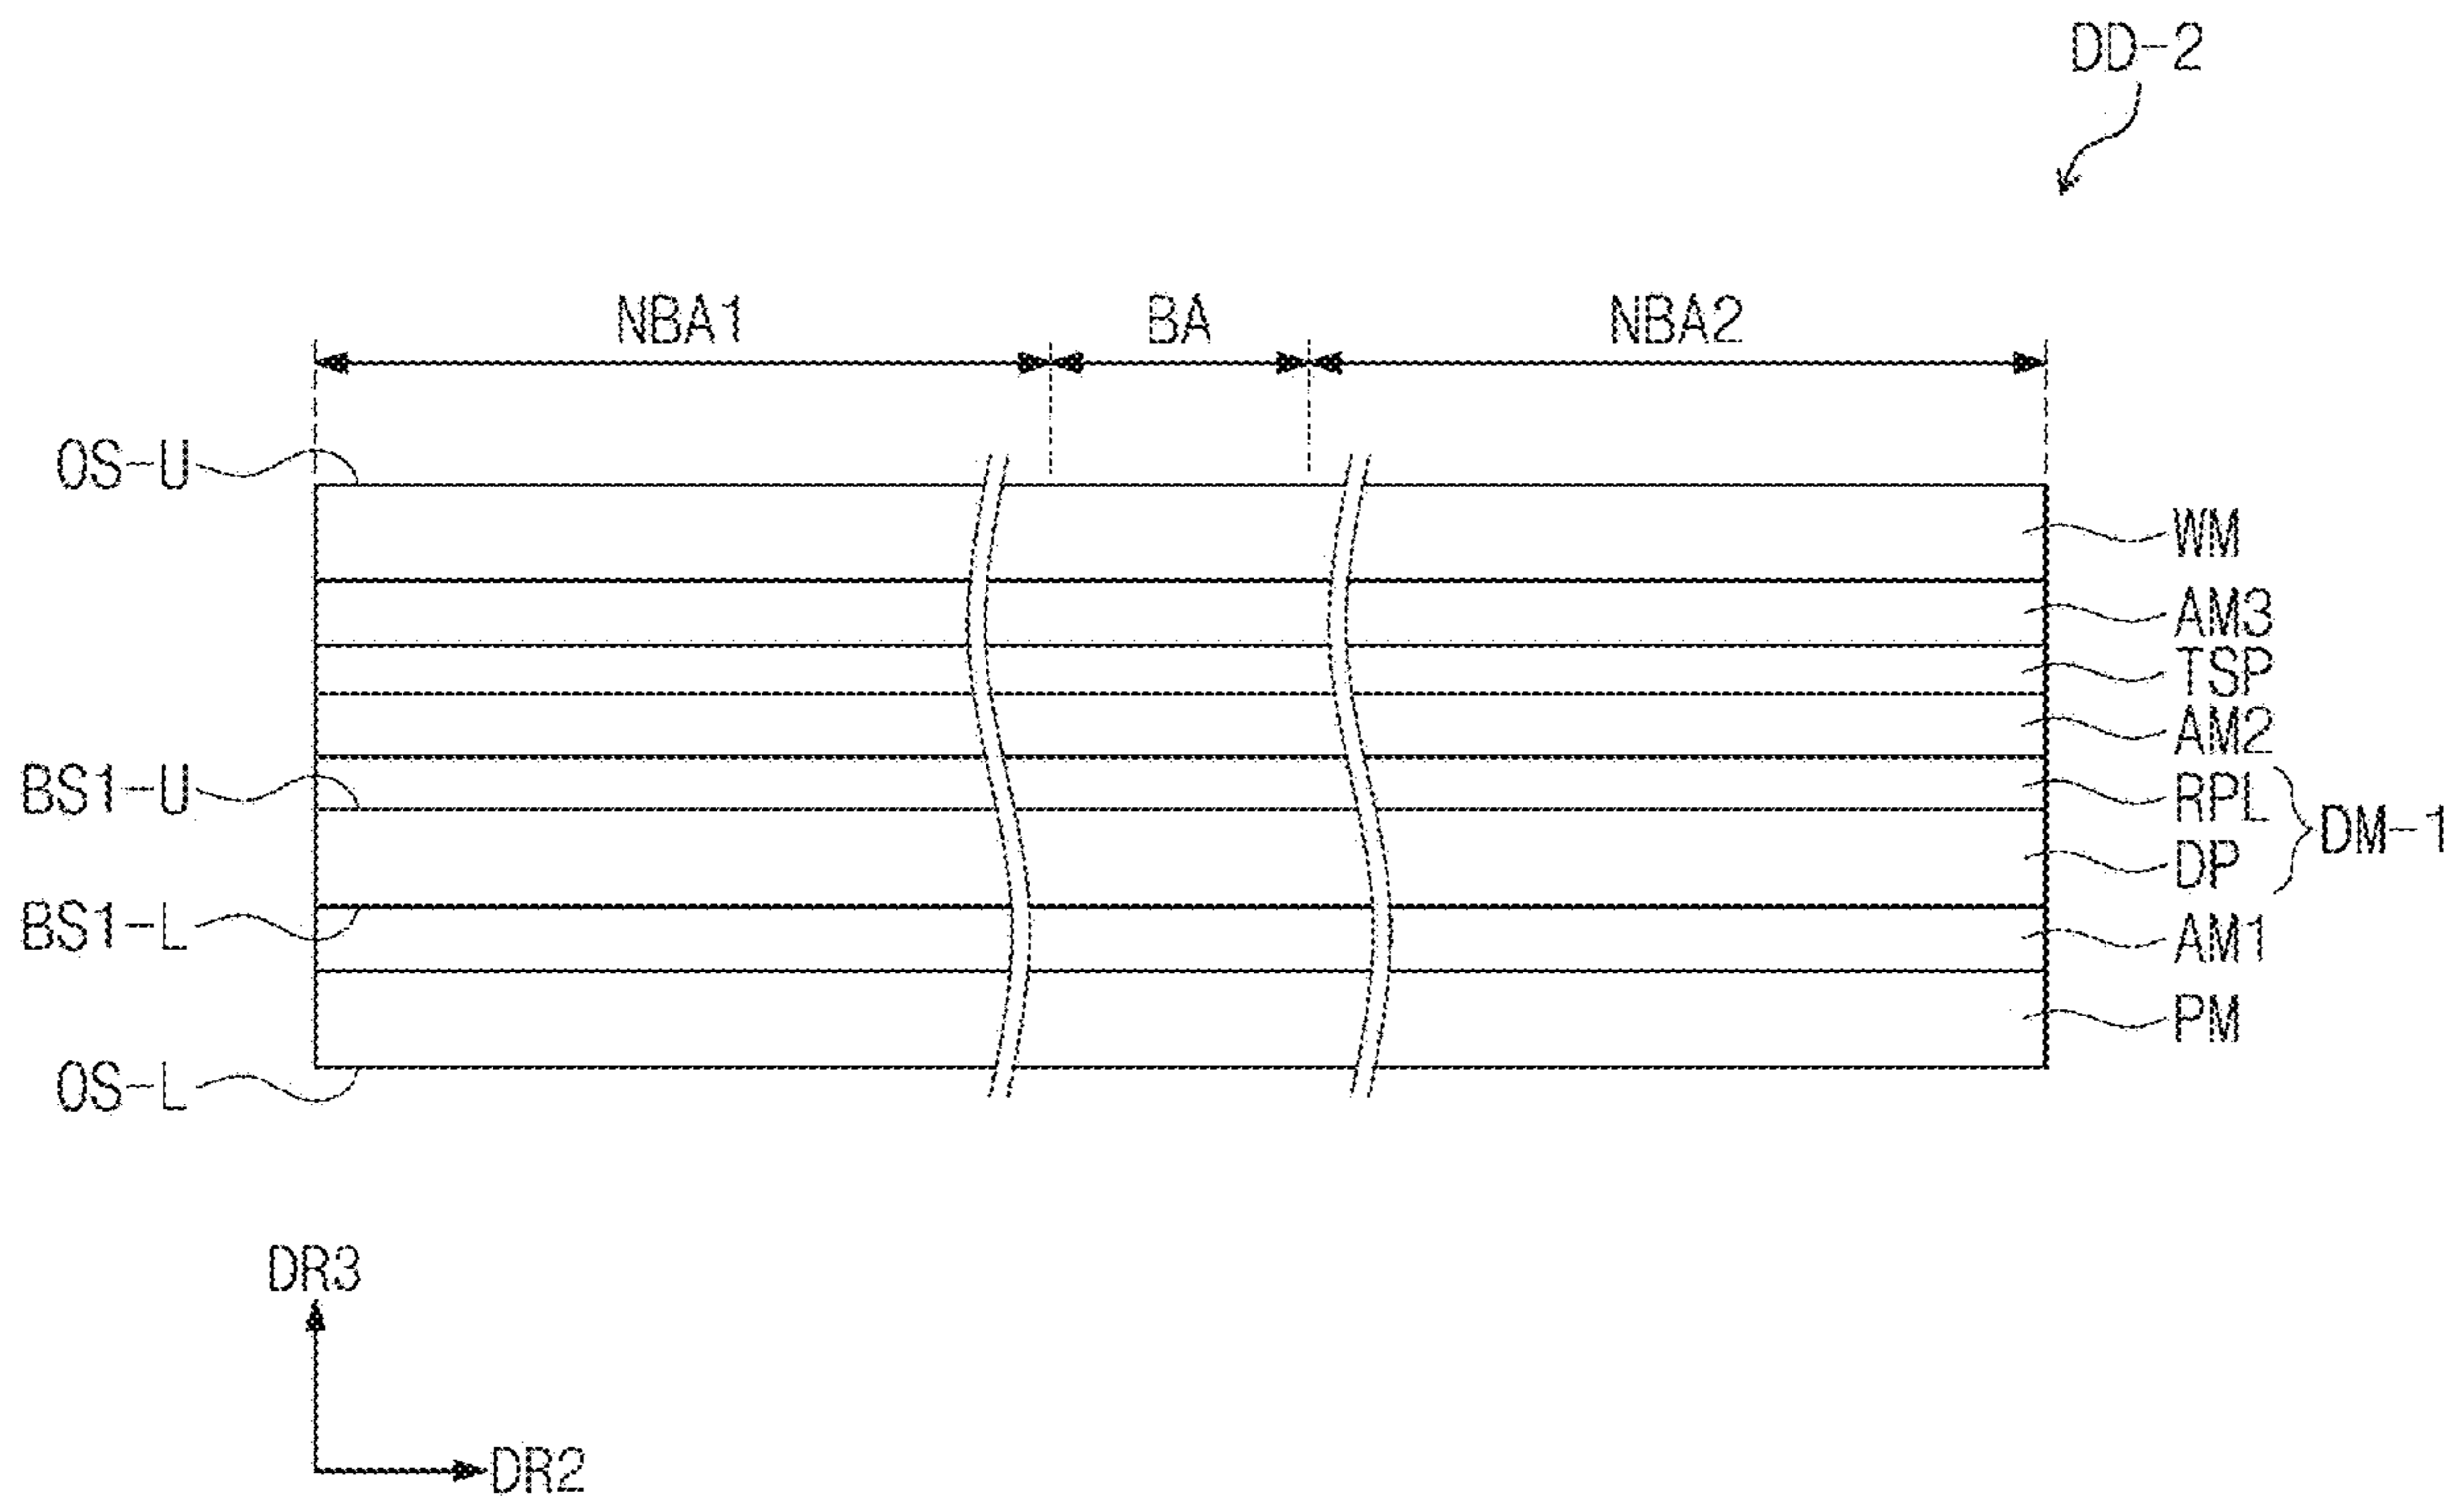 DD-2
NBA1 BA NBA2
OS-U
WM
AM3
TSP
AM2
BS1-U
RPL
DM-1
DP
BS1-L
AM1
PM
OS-L
DR3
DR2